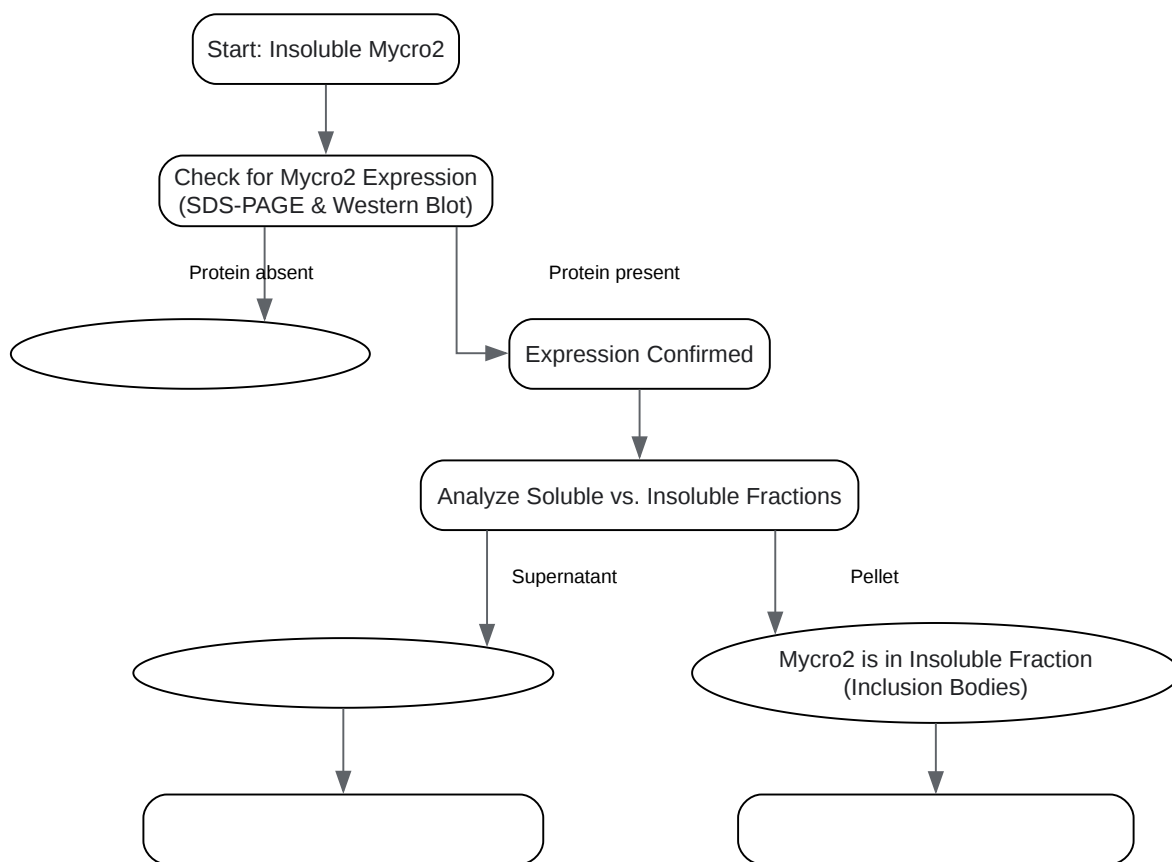 Start: Insoluble Mycro2
Check for Mycro2 Expression
(SDS-PAGE & Western Blot)
Protein absent
Protein present
Expression Confirmed
Analyze Soluble vs. Insoluble Fractions
Supernatant
Pellet
Mycro2 is in Insoluble Fraction
(Inclusion Bodies)